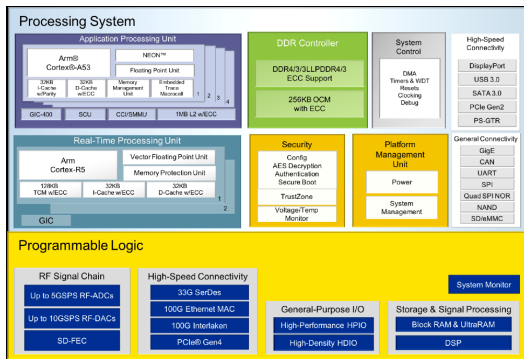 Processing System
Application Processing Unit
Arm®
Cortex®-A53
NEON™
Floating Point Unit
32KB
I-Cache
w/Parity
32KB
D-Cache
w/ECC
Memory
Management
Unit
Embedded
Trace
Macrocell
1
2
3
4
GIC-400
SCU
CCI/SMMU
1MB L2 w/ECC
DDR Controller
DDR4/3/3LLPDDR4/3
ECC Support
256KB OCM
with ECC
System
Control
DMA
Timers & WDT
Resets
Clocking
Debug
High-Speed
Connectivity
DisplayPort
USB 3.0
SATA 3.0
PCIe Gen2
PS-GTR
Real-Time Processing Unit
Arm
Cortex-R5
Vector Floating Point Unit
Memory Protection Unit
128KB
TCM w/ECC
32KB
I-Cache w/ECC
32KB
D-Cache w/ECC
1
2
GIC
Security
Config
AES Decryption
Authentication
Secure Boot
TrustZone
Voltage/Temp
Monitor
Platform
Management
Unit
Power
System
Management
General Connectivity
GigE
CAN
UART
SPI
Quad SPI NOR
NAND
SD/eMMC
Programmable Logic
RF Signal Chain
Up to 5GSPS RF-ADCs
Up to 10GSPS RF-DACs
SD-FEC
High-Speed Connectivity
33G SerDes
100G Ethernet MAC
100G Interlaken
PCIe® Gen4
General-Purpose I/O
High-Performance HPIO
High-Density HDIO
System Monitor
Storage & Signal Processing
Block RAM & UltraRAM
DSP